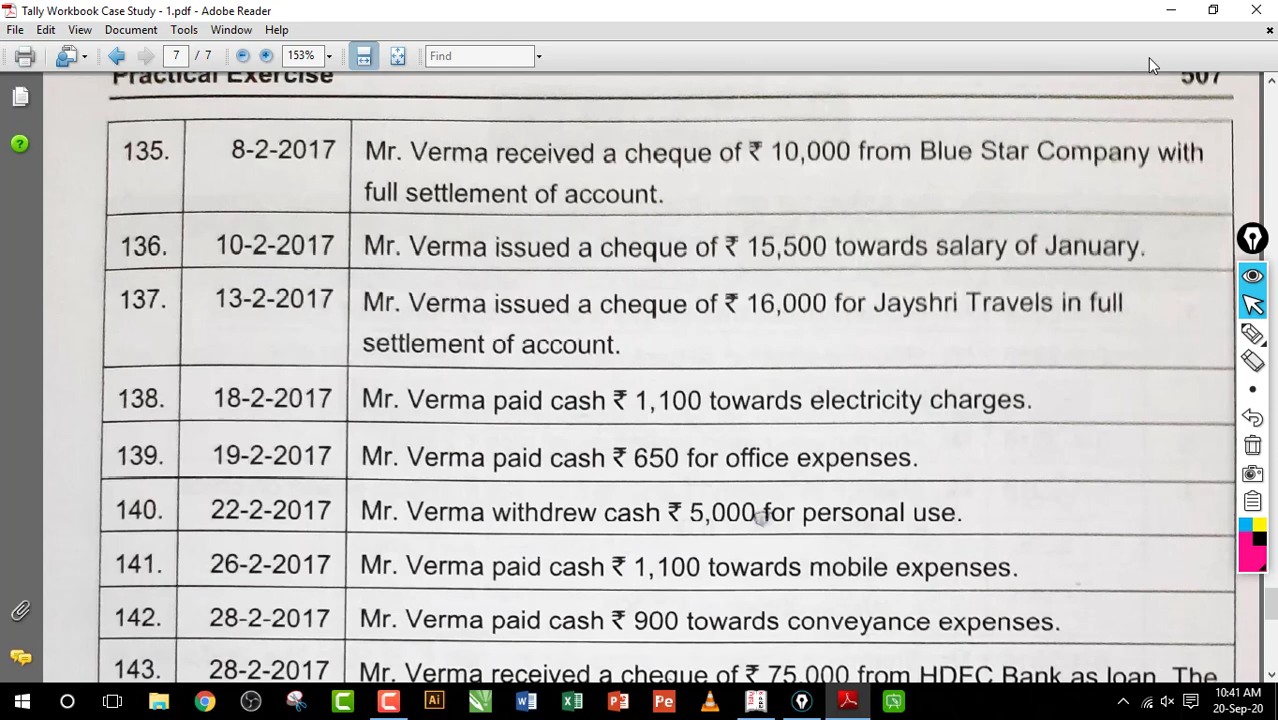 Tally Workbook Case Study - 1.pdf - Adobe Reader
File Edit View Document Tools Window Help
7 / 7 153% Find
Practical Exercise 507
135. 8-2-2017 Mr. Verma received a cheque of ₹ 10,000 from Blue Star Company with
full settlement of account.
136. 10-2-2017 Mr. Verma issued a cheque of ₹ 15,500 towards salary of January.
137. 13-2-2017 Mr. Verma issued a cheque of ₹ 16,000 for Jayshri Travels in full
settlement of account.
138. 18-2-2017 Mr. Verma paid cash ₹ 1,100 towards electricity charges.
139. 19-2-2017 Mr. Verma paid cash ₹ 650 for office expenses.
140. 22-2-2017 Mr. Verma withdrew cash ₹ 5,000 for personal use.
141. 26-2-2017 Mr. Verma paid cash ₹ 1,100 towards mobile expenses.
142. 28-2-2017 Mr. Verma paid cash ₹ 900 towards conveyance expenses.
143. 28-2-2017 Mr. Verma received a cheque of ₹ 75,000 from HDFC Bank as loan. The
Ai Pe
10:41 AM
20-Sep-20